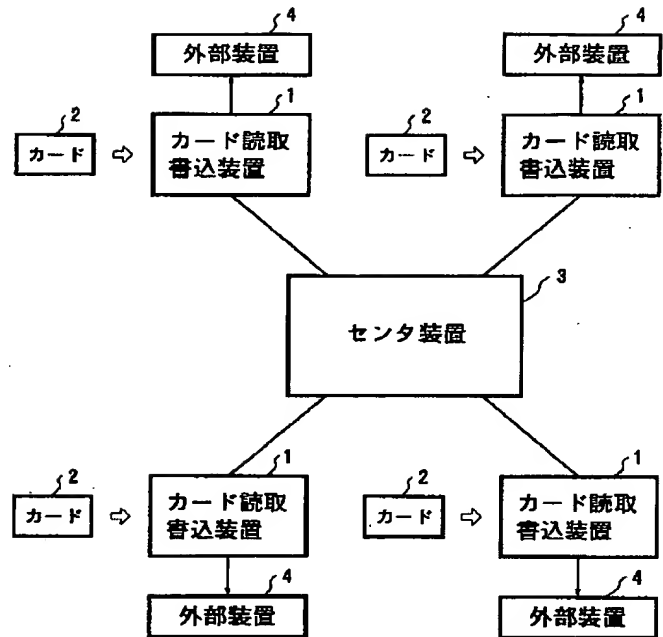 4
4
外部装置
外部装置
1
1
2
2
カード
カード読取
書込装置
カード
カード読取
書込装置
3
センタ装置
1
1
2
2
カード
カード読取
書込装置
カード
カード読取
書込装置
4
4
外部装置
外部装置